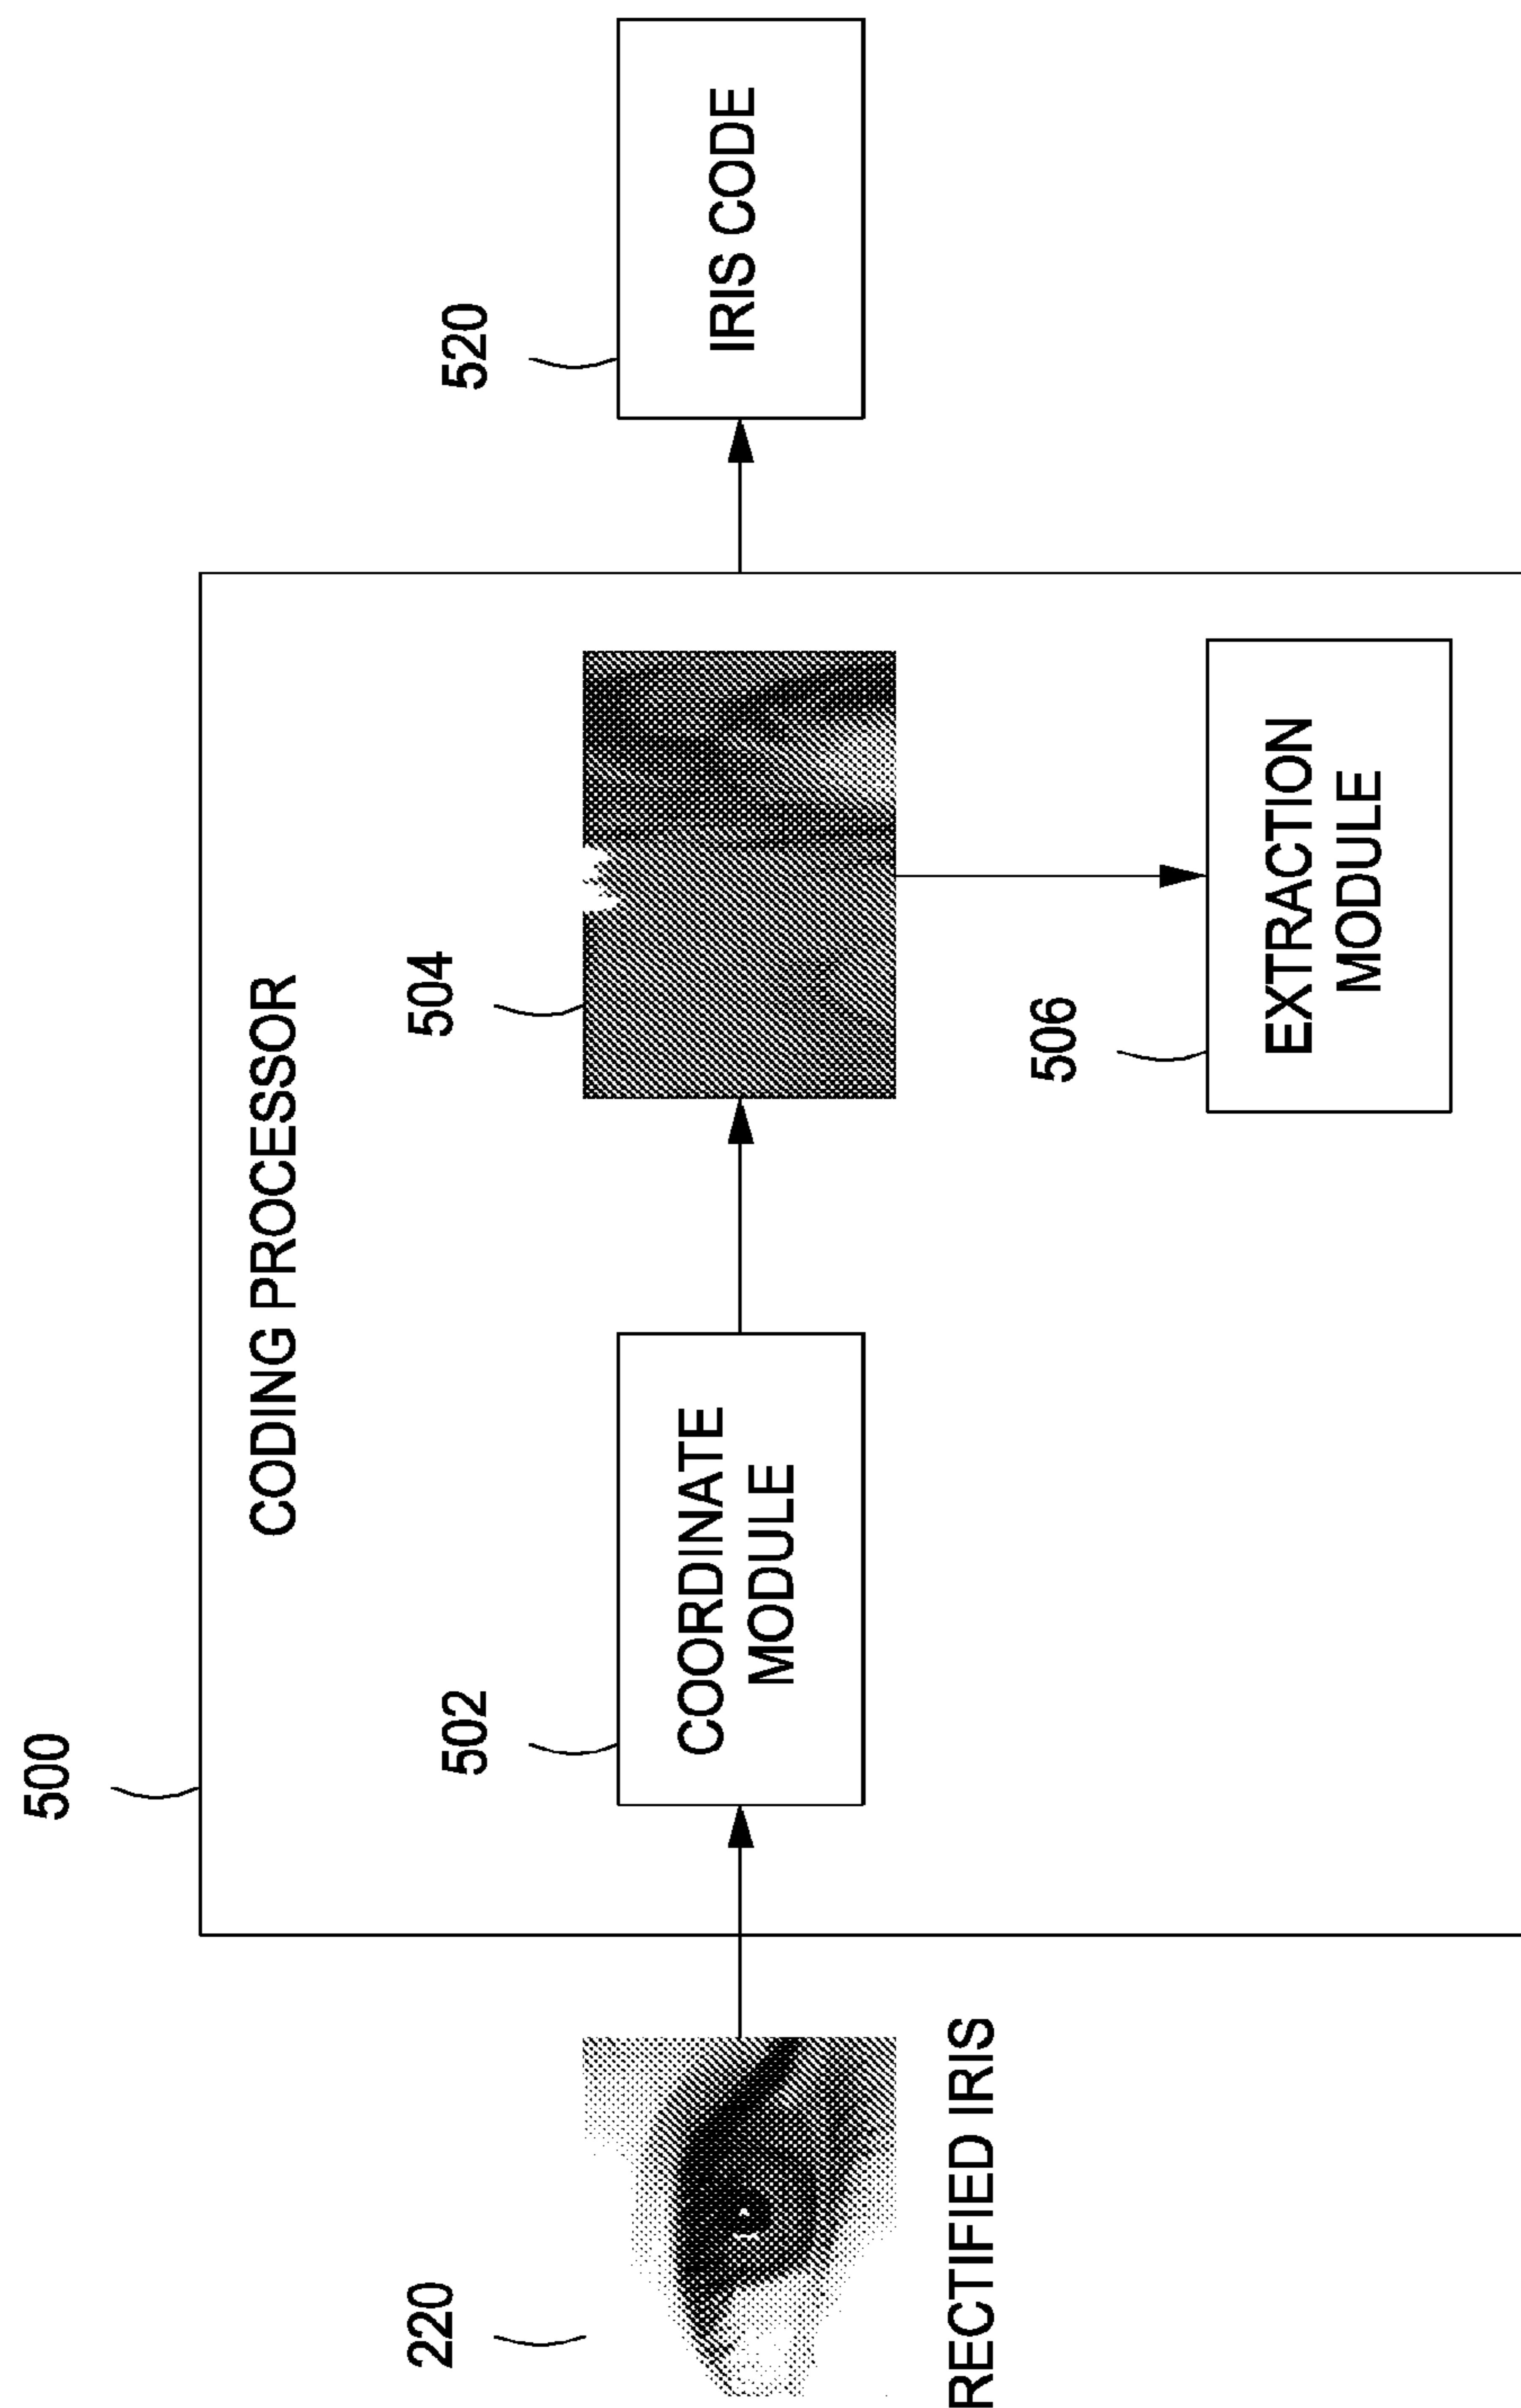 500
CODING PROCESSOR
220
RECTIFIED IRIS
502
COORDINATE
MODULE
504
506
EXTRACTION
MODULE
520
IRIS CODE